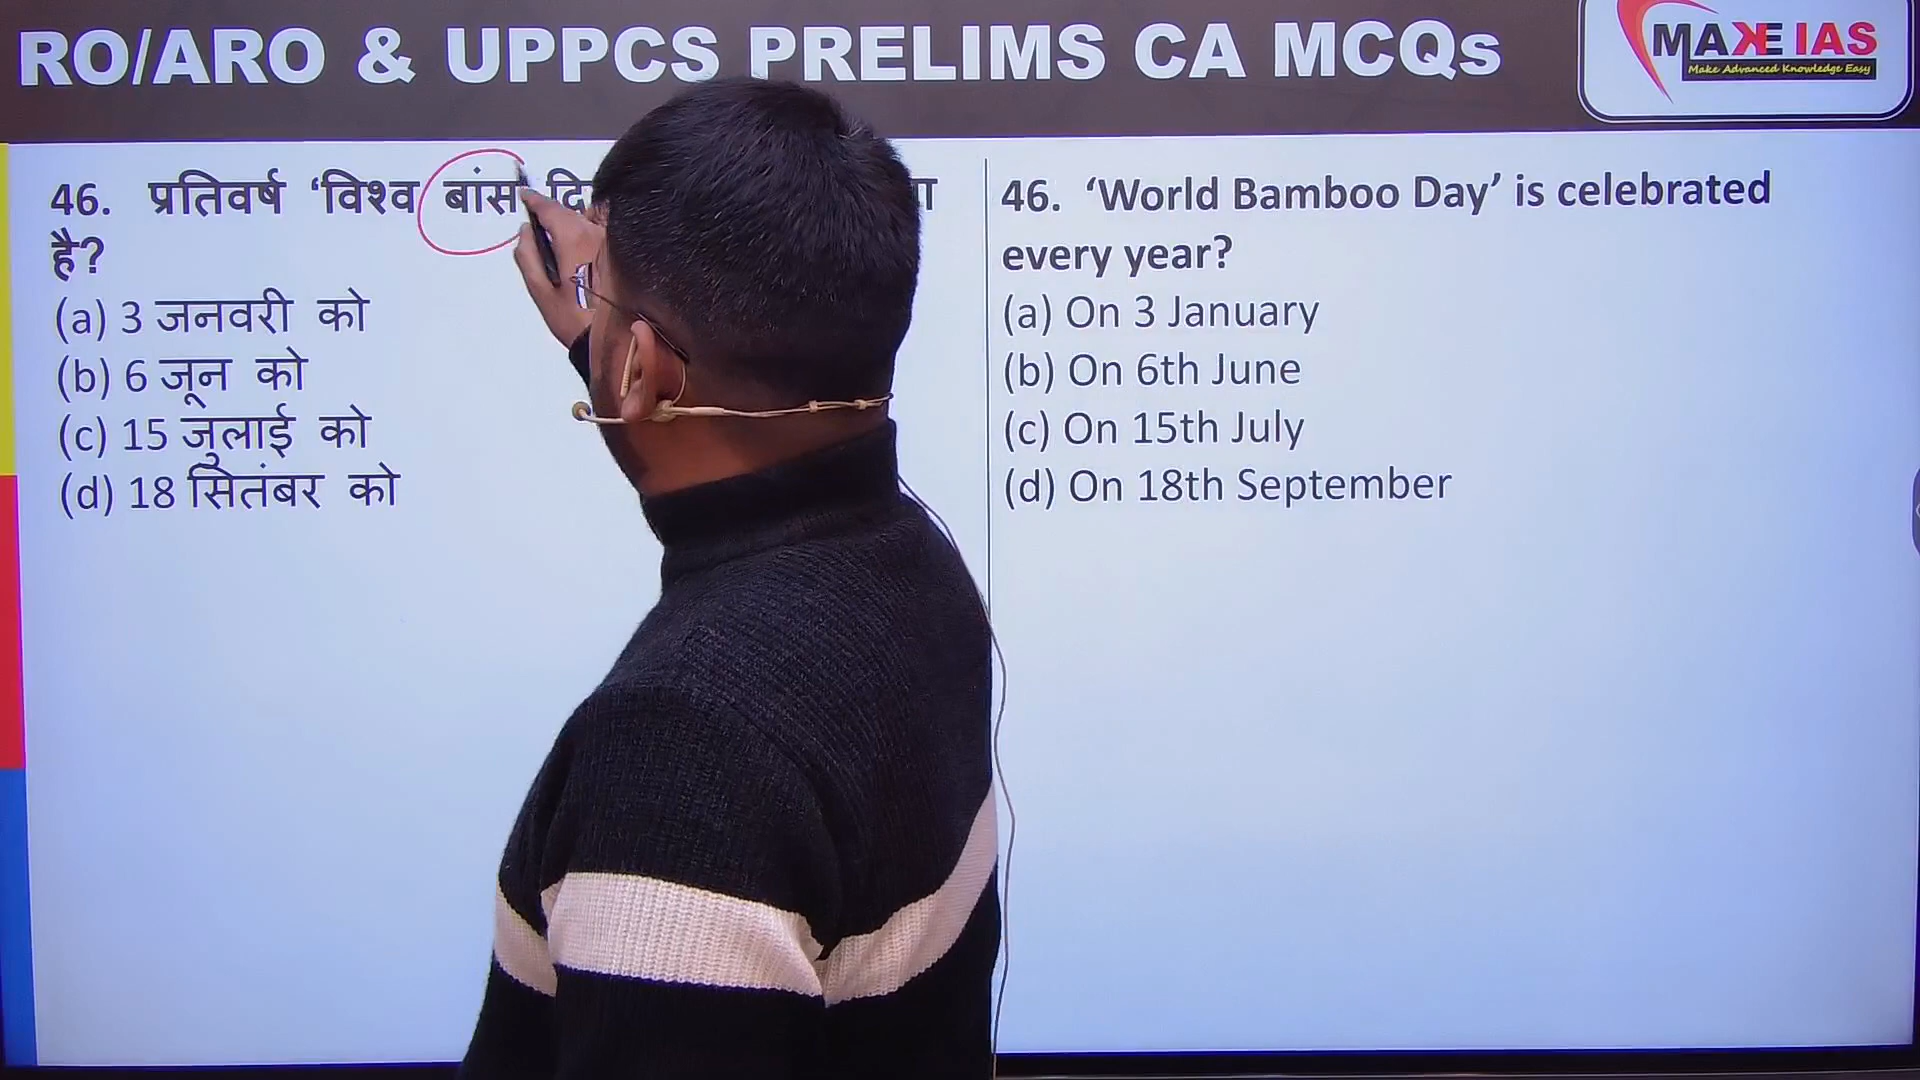 RO/ARO & UPPCS PRELIMS CA MCQs
MAKE IAS
Make Advanced Knowledge Easy
46. प्रतिवर्ष ‘विश्व बांस
है?
(a) 3 जनवरी को
(b) 6 जून को
(c) 15 जुलाई को
(d) 18 सितंबर को
46. ‘World Bamboo Day’ is celebrated
every year?
(a) On 3 January
(b) On 6th June
(c) On 15th July
(d) On 18th September